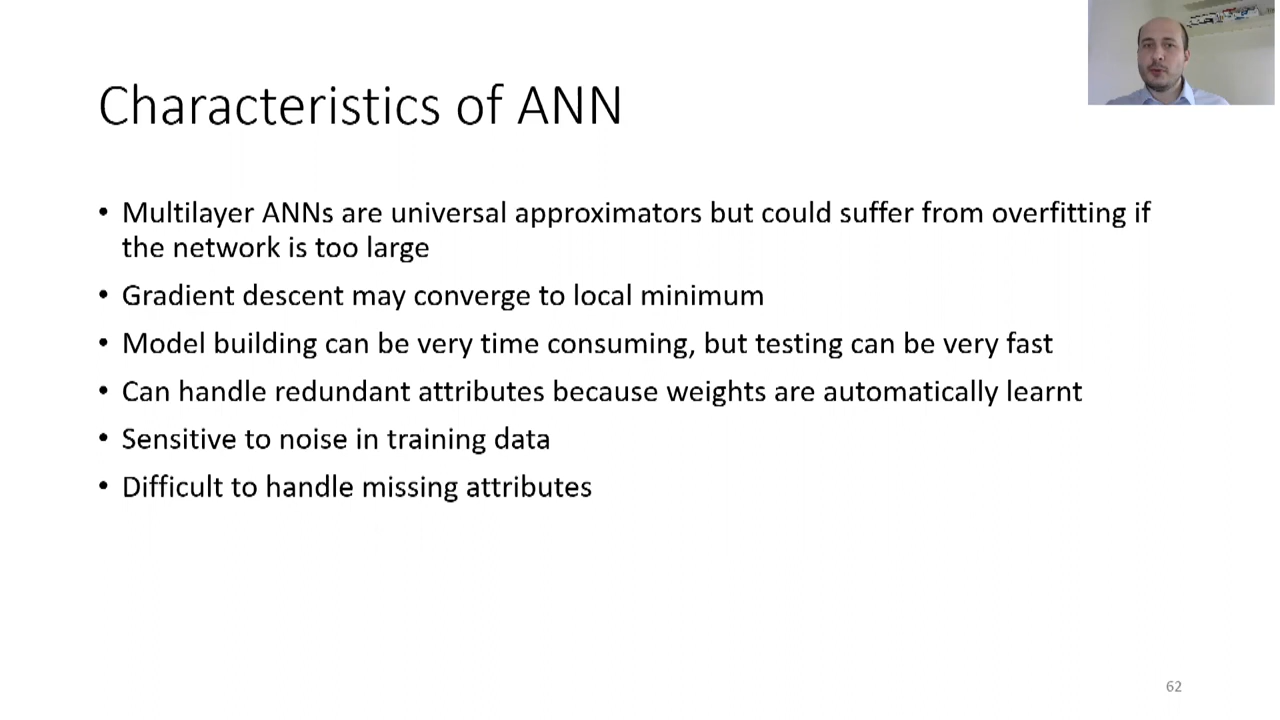 Characteristics of ANN
• Multilayer ANNs are universal approximators but could suffer from overfitting if
the network is too large
• Gradient descent may converge to local minimum
• Model building can be very time consuming, but testing can be very fast
• Can handle redundant attributes because weights are automatically learnt
• Sensitive to noise in training data
• Difficult to handle missing attributes
62